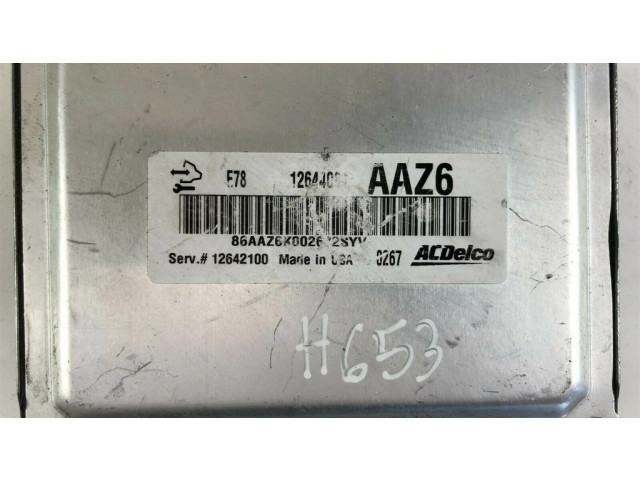 E78 AAZ6
Serv.# 12642100 Made in USA 0267 ACDelco
H653